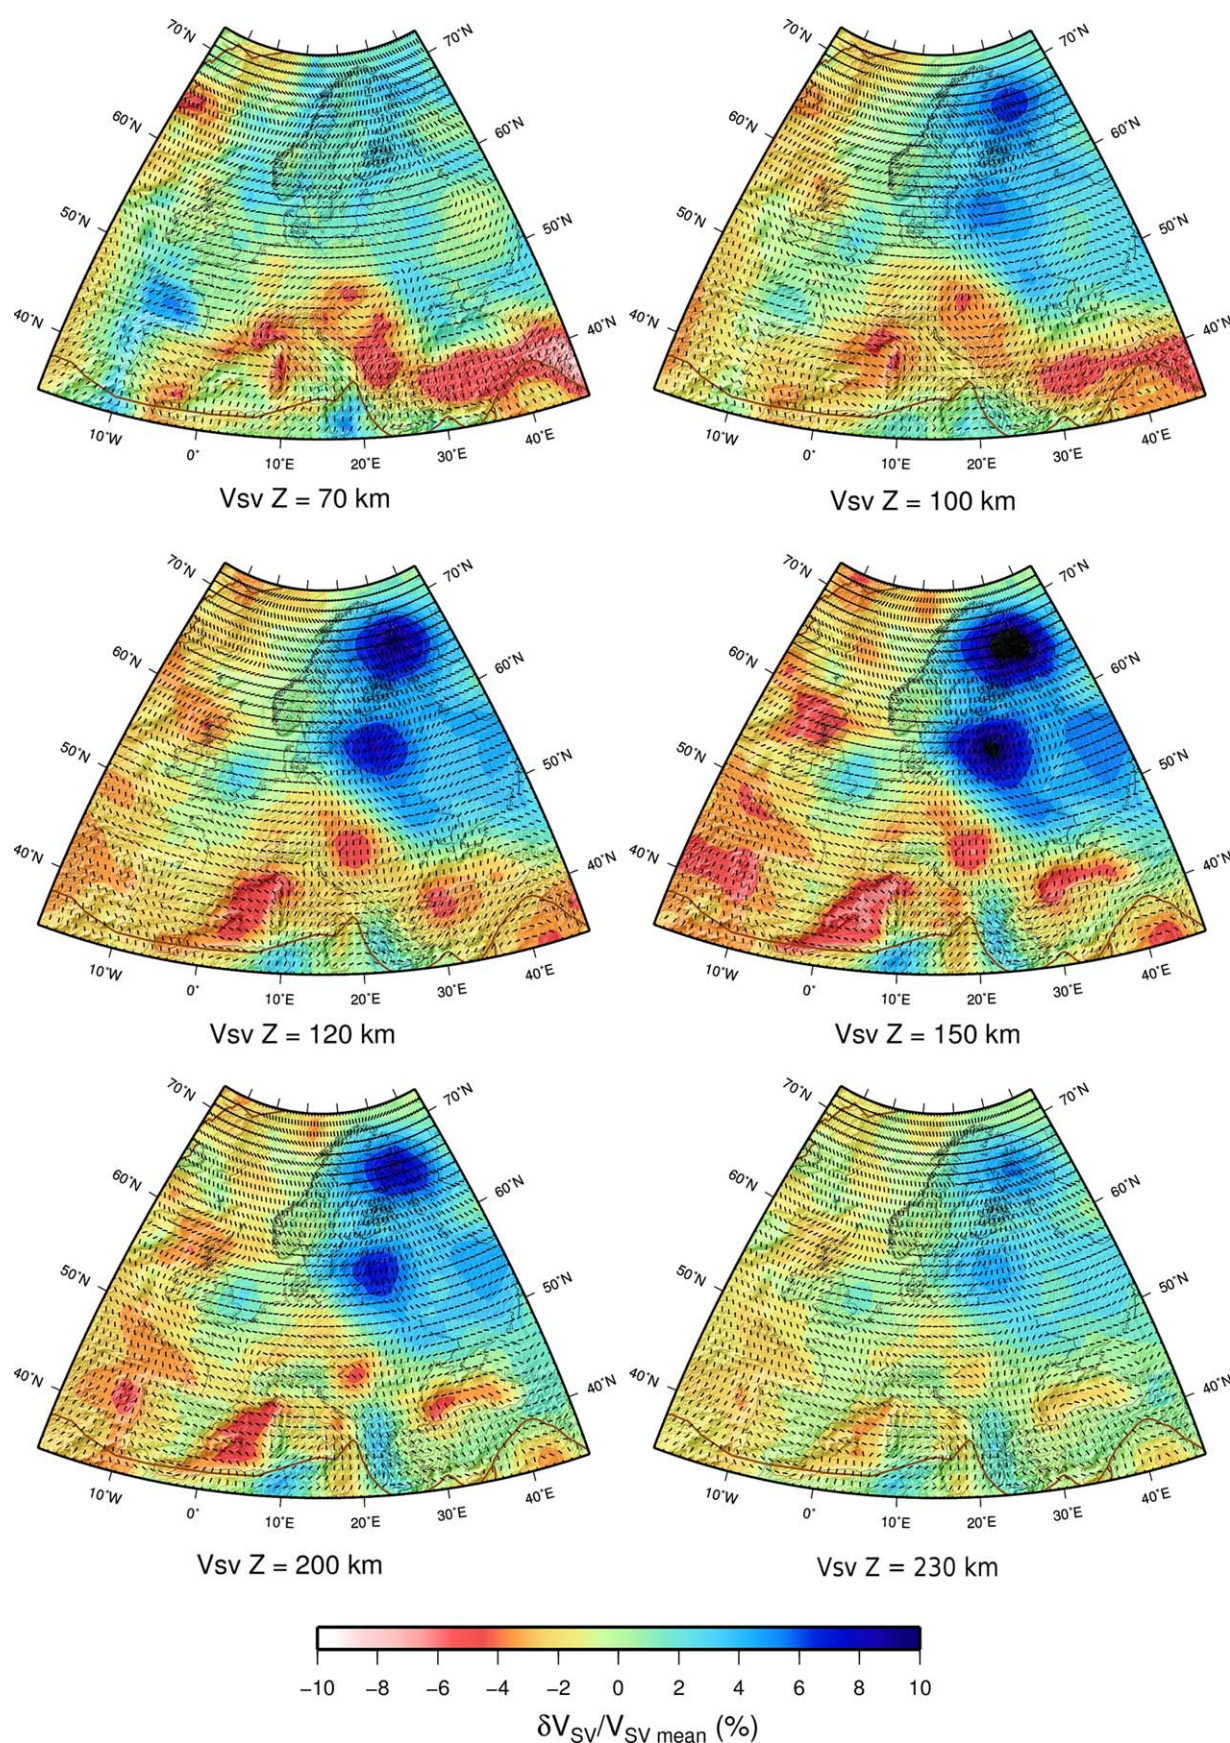 70˚N 70˚N 70˚N 70˚N
60˚N 60˚N 60˚N 60˚N
50˚N 50˚N 50˚N 50˚N
40˚N 40˚N 40˚N 40˚N
10˚W 0˚ 10˚E 20˚E 30˚E 40˚E 10˚W 0˚ 10˚E 20˚E 30˚E 40˚E
Vsv Z = 70 km Vsv Z = 100 km
70˚N 70˚N 70˚N 70˚N
60˚N 60˚N 60˚N 60˚N
50˚N 50˚N 50˚N 50˚N
40˚N 40˚N 40˚N 40˚N
10˚W 0˚ 10˚E 20˚E 30˚E 40˚E 10˚W 0˚ 10˚E 20˚E 30˚E 40˚E
Vsv Z = 120 km Vsv Z = 150 km
70˚N 70˚N 70˚N 70˚N
60˚N 60˚N 60˚N 60˚N
50˚N 50˚N 50˚N 50˚N
40˚N 40˚N 40˚N 40˚N
10˚W 0˚ 10˚E 20˚E 30˚E 40˚E 10˚W 0˚ 10˚E 20˚E 30˚E 40˚E
Vsv Z = 200 km Vsv Z = 230 km
−10 −8 −6 −4 −2 0 2 4 6 8 10
δV_SV/V_SV mean (%)